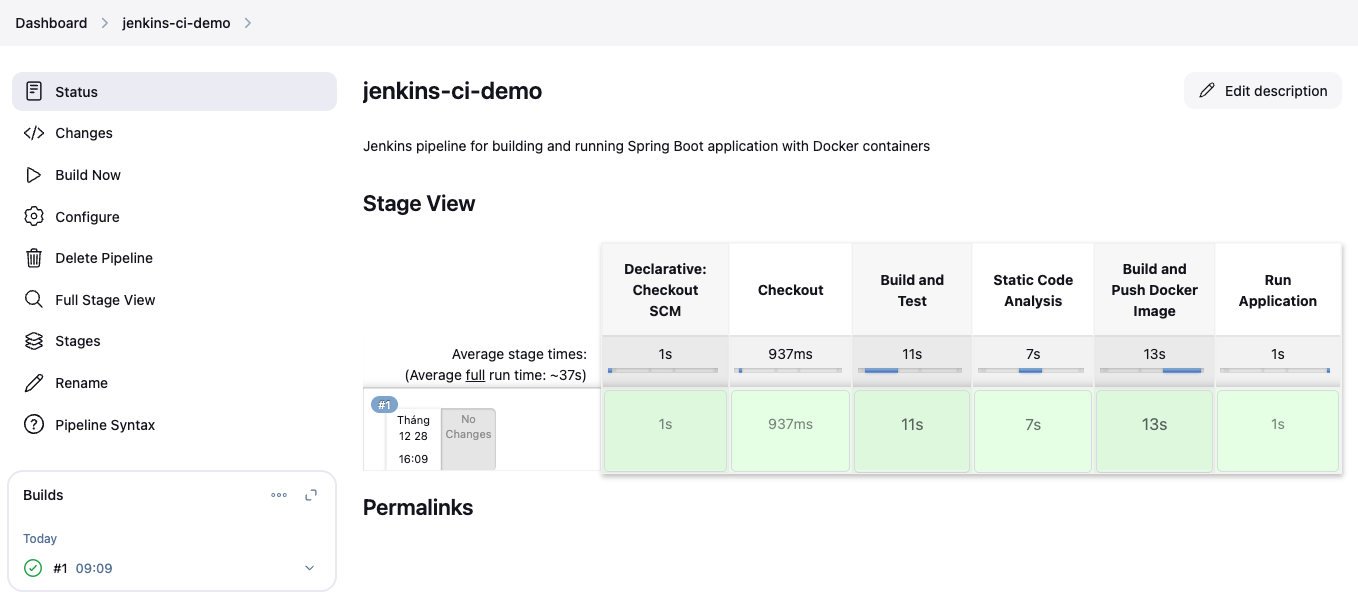 Dashboard
jenkins-ci-demo
Status
Changes
Build Now
Configure
Delete Pipeline
Full Stage View
Stages
Rename
Pipeline Syntax
Builds
Today
#1 09:09
jenkins-ci-demo
Edit description
Jenkins pipeline for building and running Spring Boot application with Docker containers
Stage View
Declarative:
Checkout
SCM
Checkout
Build and
Test
Static Code
Analysis
Build and
Push Docker
Image
Run
Application
Average stage times:
(Average full run time: ~37s)
1s
937ms
11s
7s
13s
1s
#1
Tháng
12 28
16:09
No
Changes
1s
937ms
11s
7s
13s
1s
Permalinks